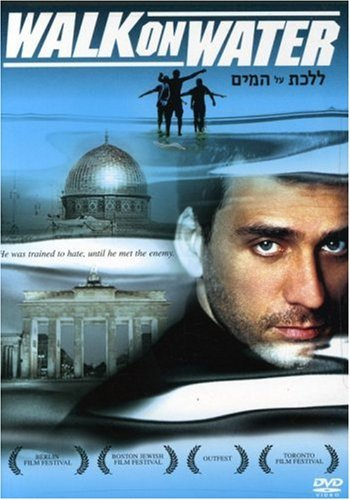 WALK ON WATER
ללכת על המים
He was trained to hate, until he met the enemy.
BERLIN
FILM FESTIVAL
BOSTON JEWISH
FILM FESTIVAL
OUTFEST
TORONTO
FILM FESTIVAL
DVD
VIDEO